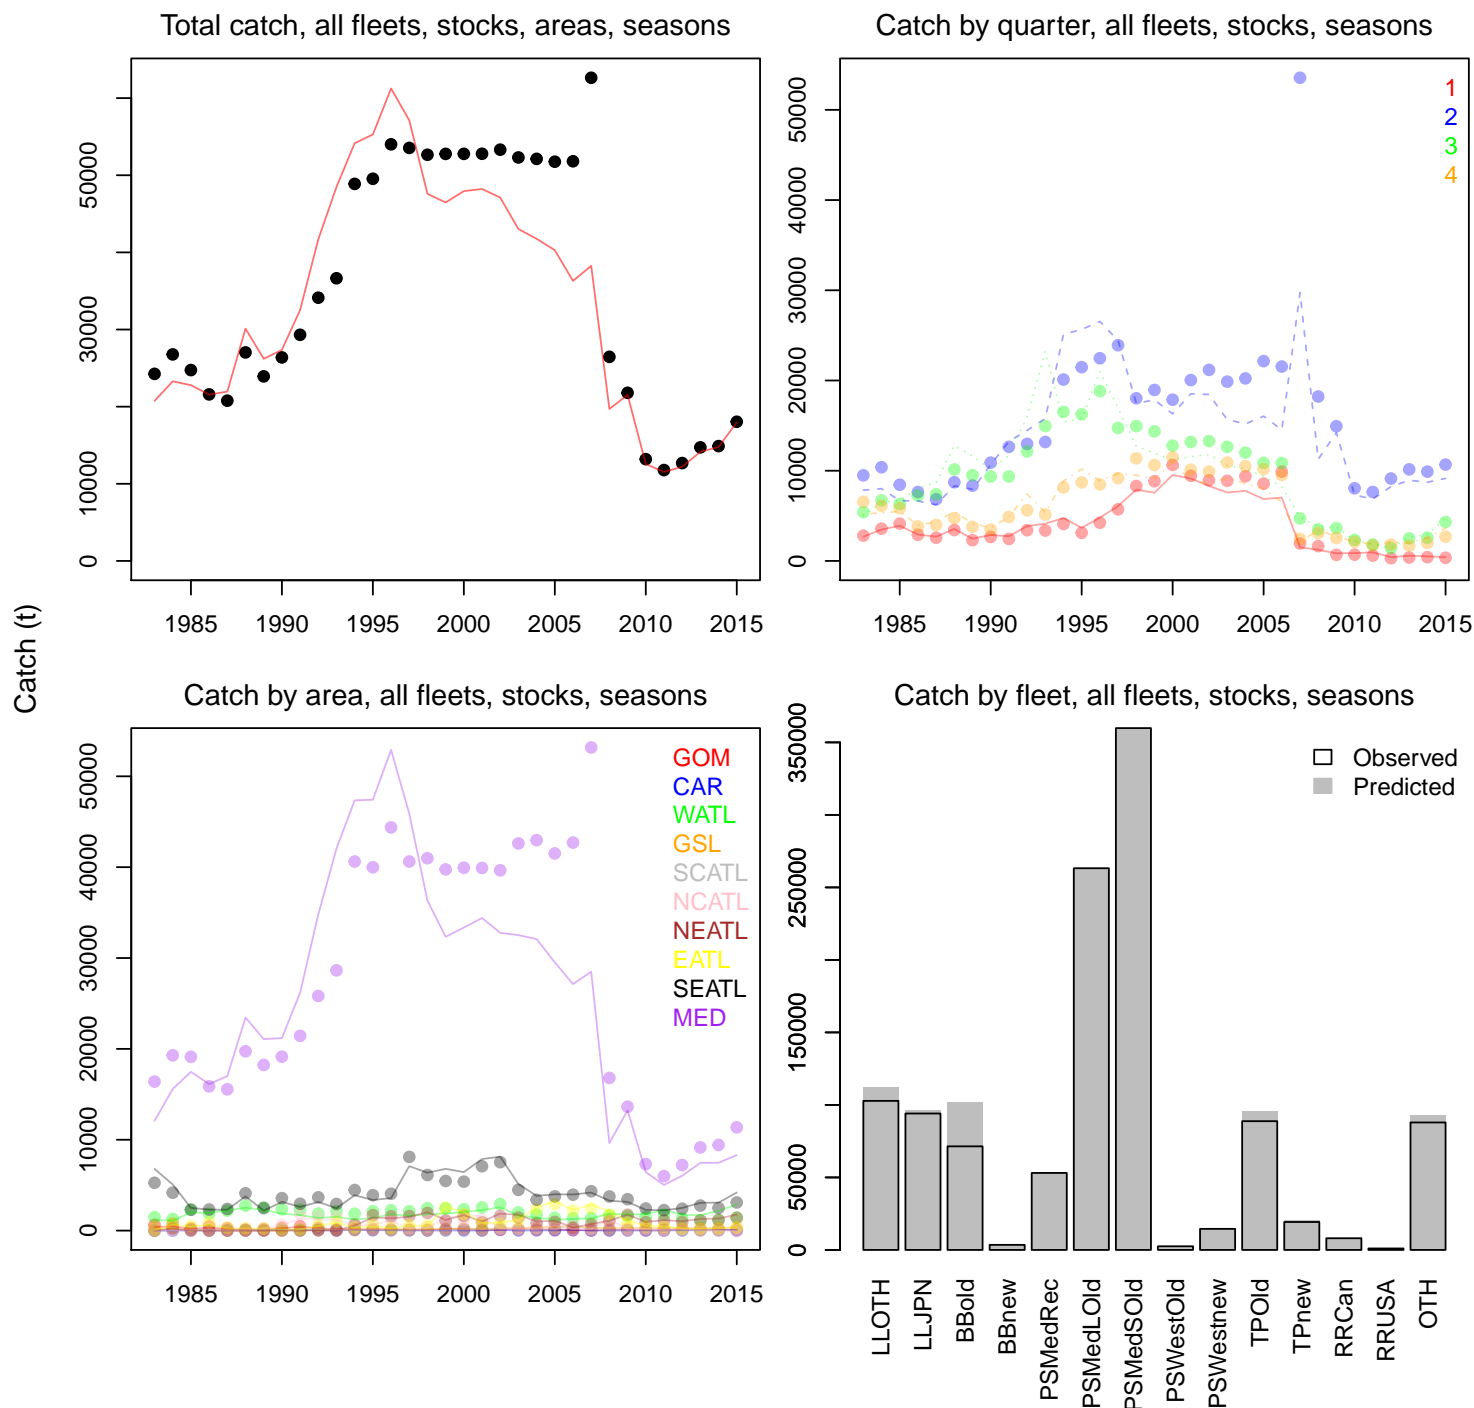 Total catch, all fleets, stocks, areas, seasons
0 10000 30000 50000
1985 1990 1995 2000 2005 2010 2015
Catch by quarter, all fleets, stocks, seasons
0 10000 20000 30000 40000 50000
1
2
3
4
1985 1990 1995 2000 2005 2010 2015
Catch (t)
Catch by area, all fleets, stocks, seasons
0 10000 20000 30000 40000 50000
GOM
CAR
WATL
GSL
SCATL
NCATL
NEATL
EATL
SEATL
MED
1985 1990 1995 2000 2005 2010 2015
Catch by fleet, all fleets, stocks, seasons
0 50000 150000 250000 350000
Observed
Predicted
LLOTH
LLJPN
BBold
BBnew
PSMedRec
PSMedLOld
PSMedSOld
PSWestOld
PSWestnew
TPOld
TPnew
RRCan
RRUSA
OTH